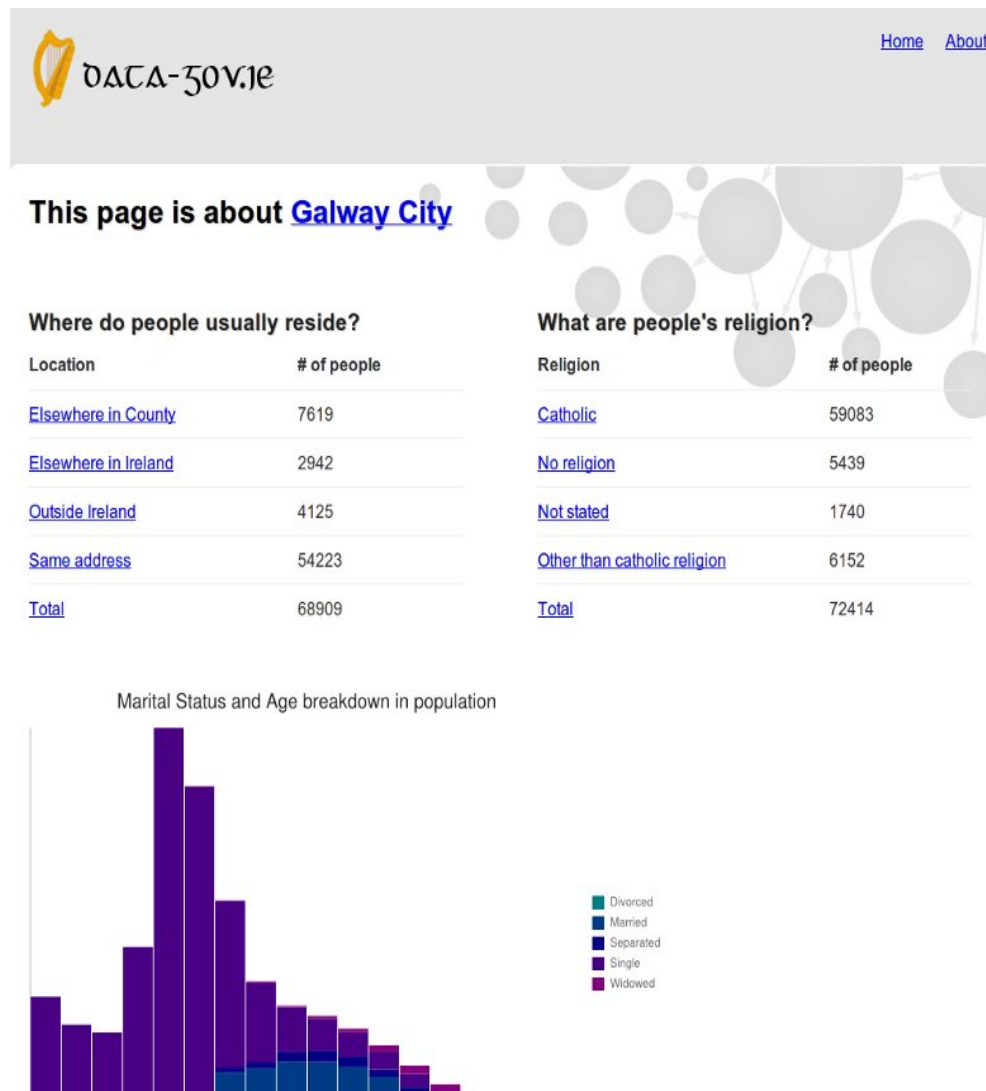 DATA-GOV.IE
Home About
This page is about Galway City
Where do people usually reside?
Location # of people
Elsewhere in County 7619
Elsewhere in Ireland 2942
Outside Ireland 4125
Same address 54223
Total 68909
What are people's religion?
Religion # of people
Catholic 59083
No religion 5439
Not stated 1740
Other than catholic religion 6152
Total 72414
Marital Status and Age breakdown in population
Divorced
Married
Separated
Single
Widowed